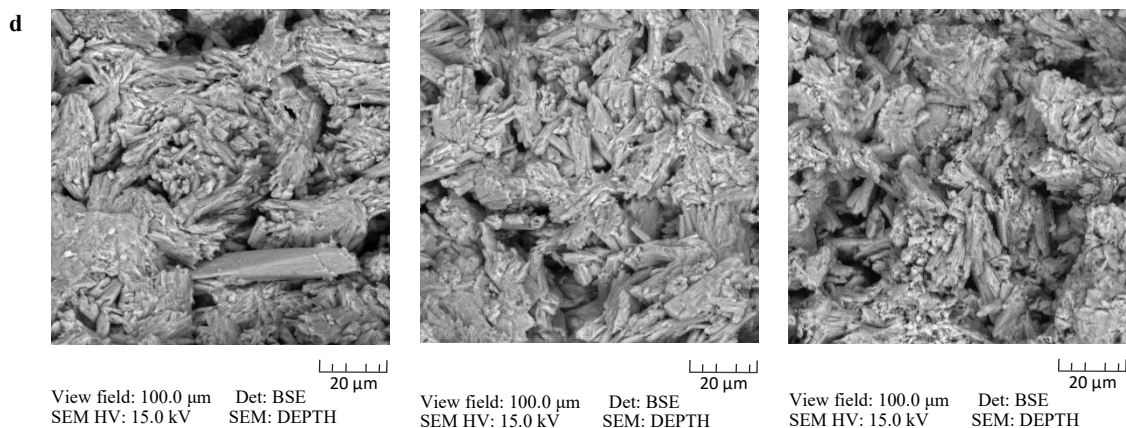 d
20 µm
View field: 100.0 µm Det: BSE
SEM HV: 15.0 kV SEM: DEPTH
20 µm
View field: 100.0 µm Det: BSE
SEM HV: 15.0 kV SEM: DEPTH
20 µm
View field: 100.0 µm Det: BSE
SEM HV: 15.0 kV SEM: DEPTH